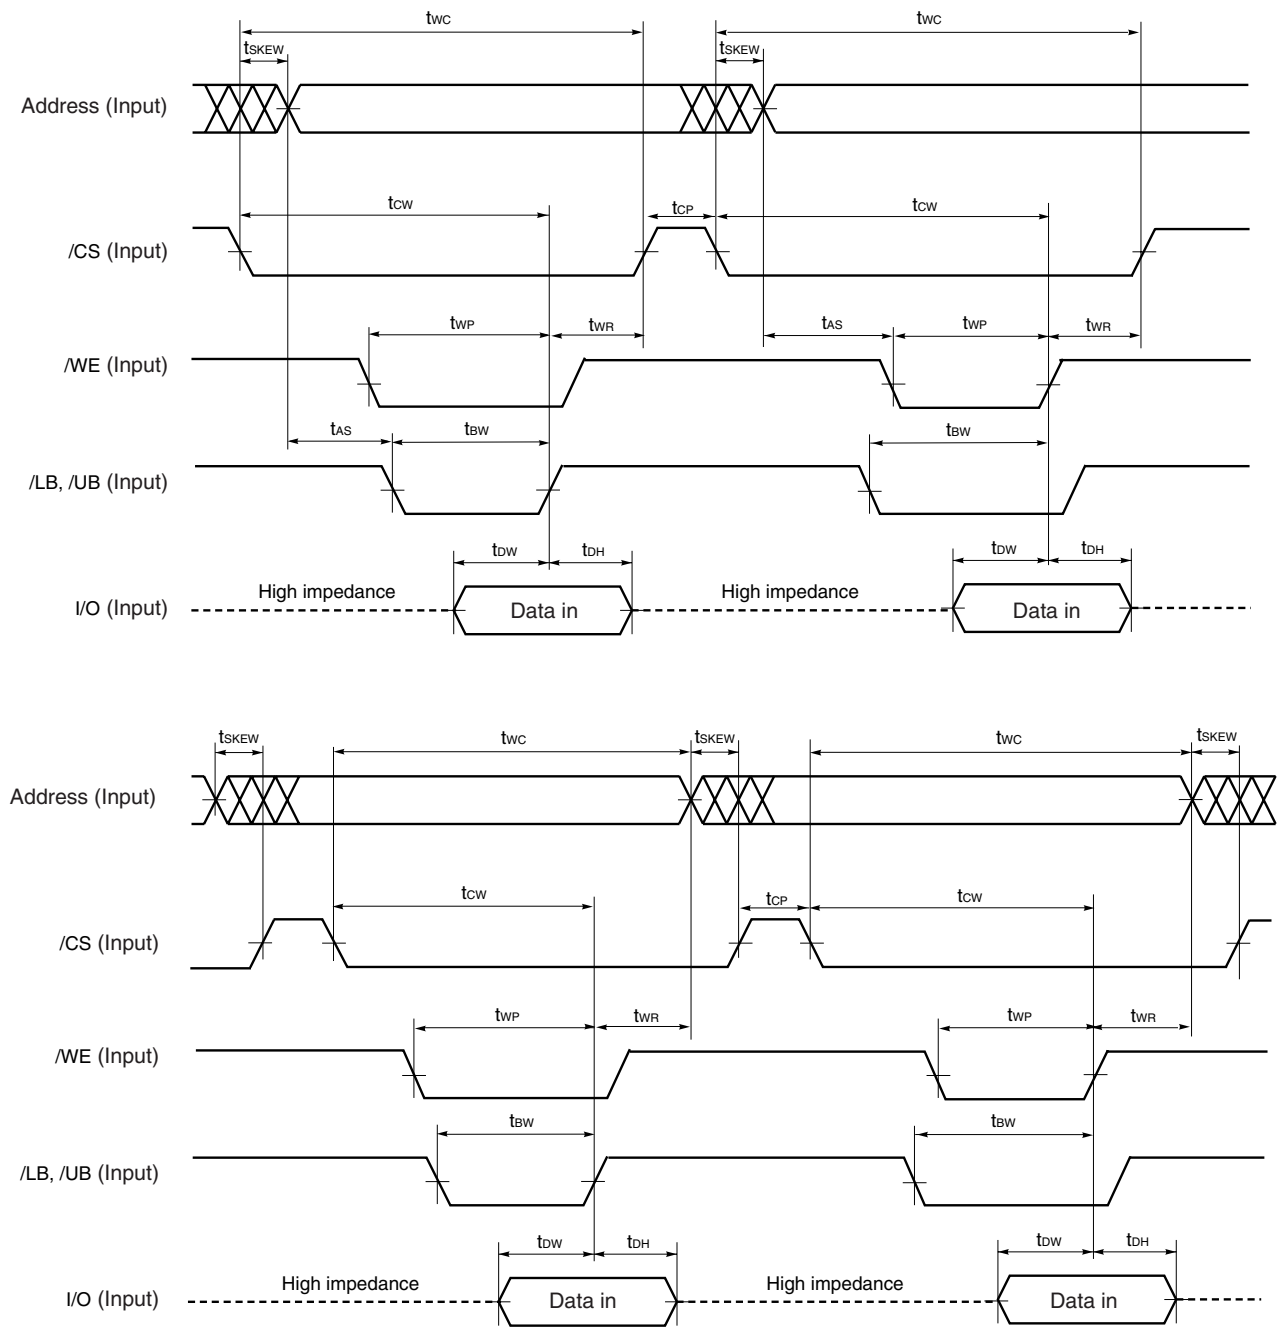 tWC tWC
tSKEW tSKEW
Address (Input)
tCW tCP tCW
/CS (Input)
tWP tWR tAS tWP tWR
/WE (Input)
tAS tBW tBW
/LB, /UB (Input)
tDW tDH tDW tDH
High impedance High impedance
I/O (Input) Data in Data in
tSKEW tWC tSKEW tWC tSKEW
Address (Input)
tCW tCP tCW
/CS (Input)
tWP tWR tWP tWR
/WE (Input)
tBW tBW
/LB, /UB (Input)
tDW tDH tDW tDH
High impedance High impedance
I/O (Input) Data in Data in